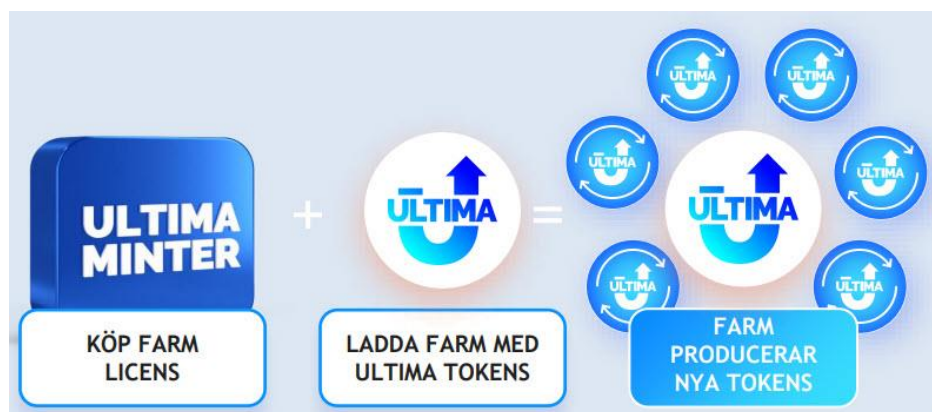 ULTIMA
MINTER
+
ULTIMA
=
ULTIMA
ULTIMA
ULTIMA
ULTIMA
ULTIMA
ULTIMA
ULTIMA
KÖP FARM
LICENS
LADDA FARM MED
ULTIMA TOKENS
FARM
PRODUCERAR
NYA TOKENS